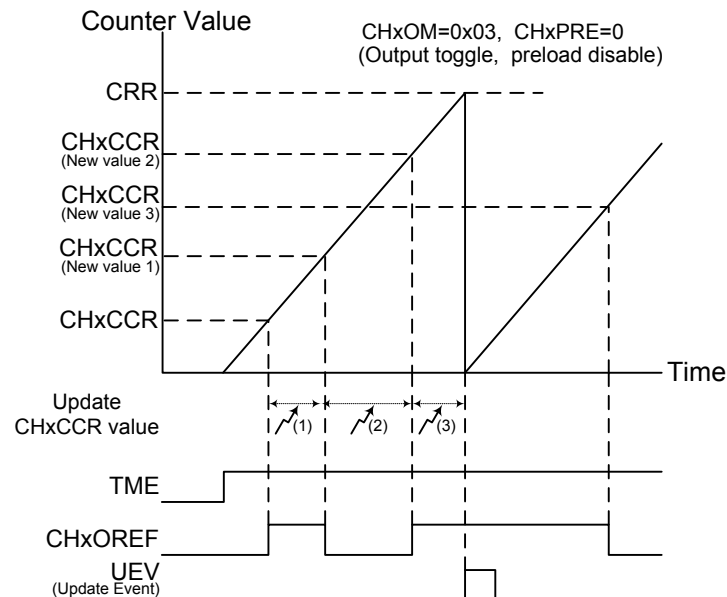 Counter Value
CHxOM=0x03, CHxPRE=0
(Output toggle, preload disable)
CRR
CHxCCR
(New value 2)
CHxCCR
(New value 3)
CHxCCR
(New value 1)
CHxCCR
Time
Update
CHxCCR value
(1)
(2)
(3)
TME
CHxOREF
UEV
(Update Event)